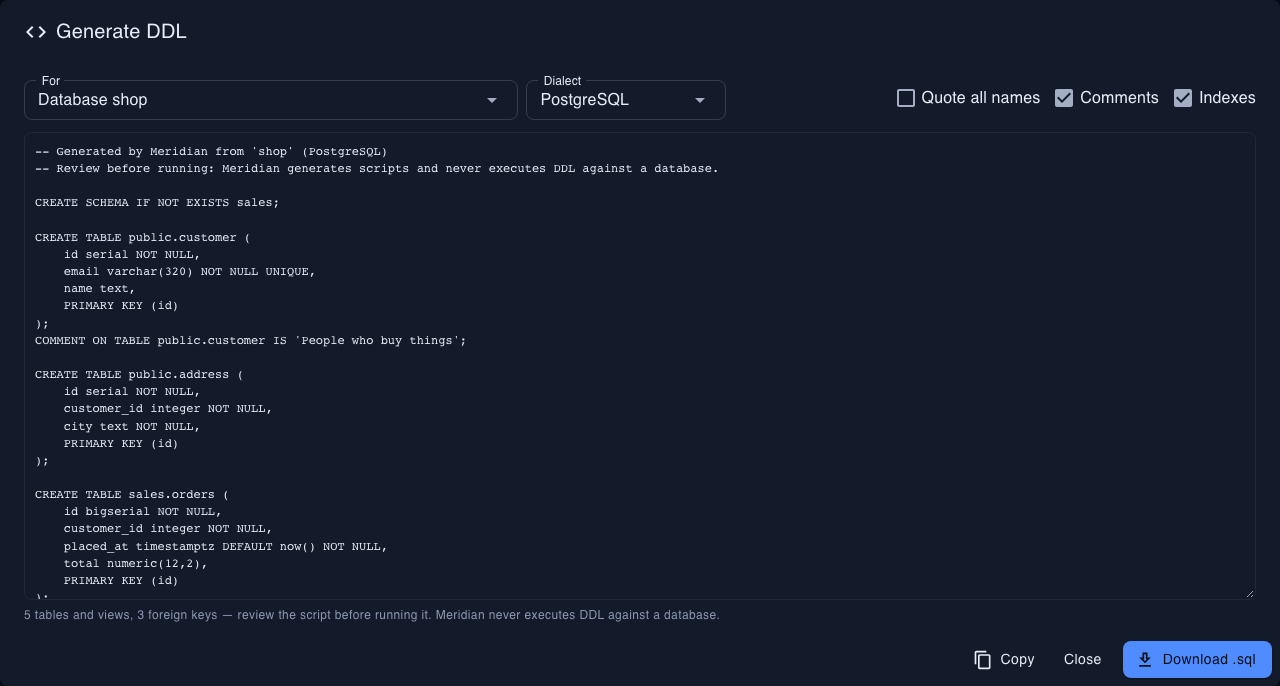 Generate DDL
For
Database shop
Dialect
PostgreSQL
Quote all names
Comments
Indexes
-- Generated by Meridian from 'shop' (PostgreSQL)
-- Review before running: Meridian generates scripts and never executes DDL against a database.
CREATE SCHEMA IF NOT EXISTS sales;
CREATE TABLE public.customer (
    id serial NOT NULL,
    email varchar(320) NOT NULL UNIQUE,
    name text,
    PRIMARY KEY (id)
);
COMMENT ON TABLE public.customer IS 'People who buy things';
CREATE TABLE public.address (
    id serial NOT NULL,
    customer_id integer NOT NULL,
    city text NOT NULL,
    PRIMARY KEY (id)
);
CREATE TABLE sales.orders (
    id bigserial NOT NULL,
    customer_id integer NOT NULL,
    placed_at timestamptz DEFAULT now() NOT NULL,
    total numeric(12,2),
    PRIMARY KEY (id)
);
5 tables and views, 3 foreign keys — review the script before running it. Meridian never executes DDL against a database.
Copy
Close
Download .sql